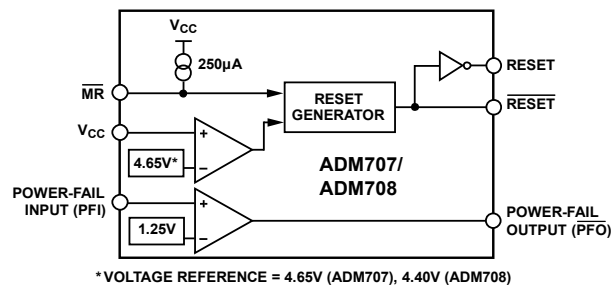 VCC
250µA
MR
RESET
GENERATOR
RESET
RESET
VCC
4.65V*
ADM707/
ADM708
POWER-FAIL
INPUT (PFI)
1.25V
POWER-FAIL
OUTPUT (PFO)
*VOLTAGE REFERENCE = 4.65V (ADM707), 4.40V (ADM708)